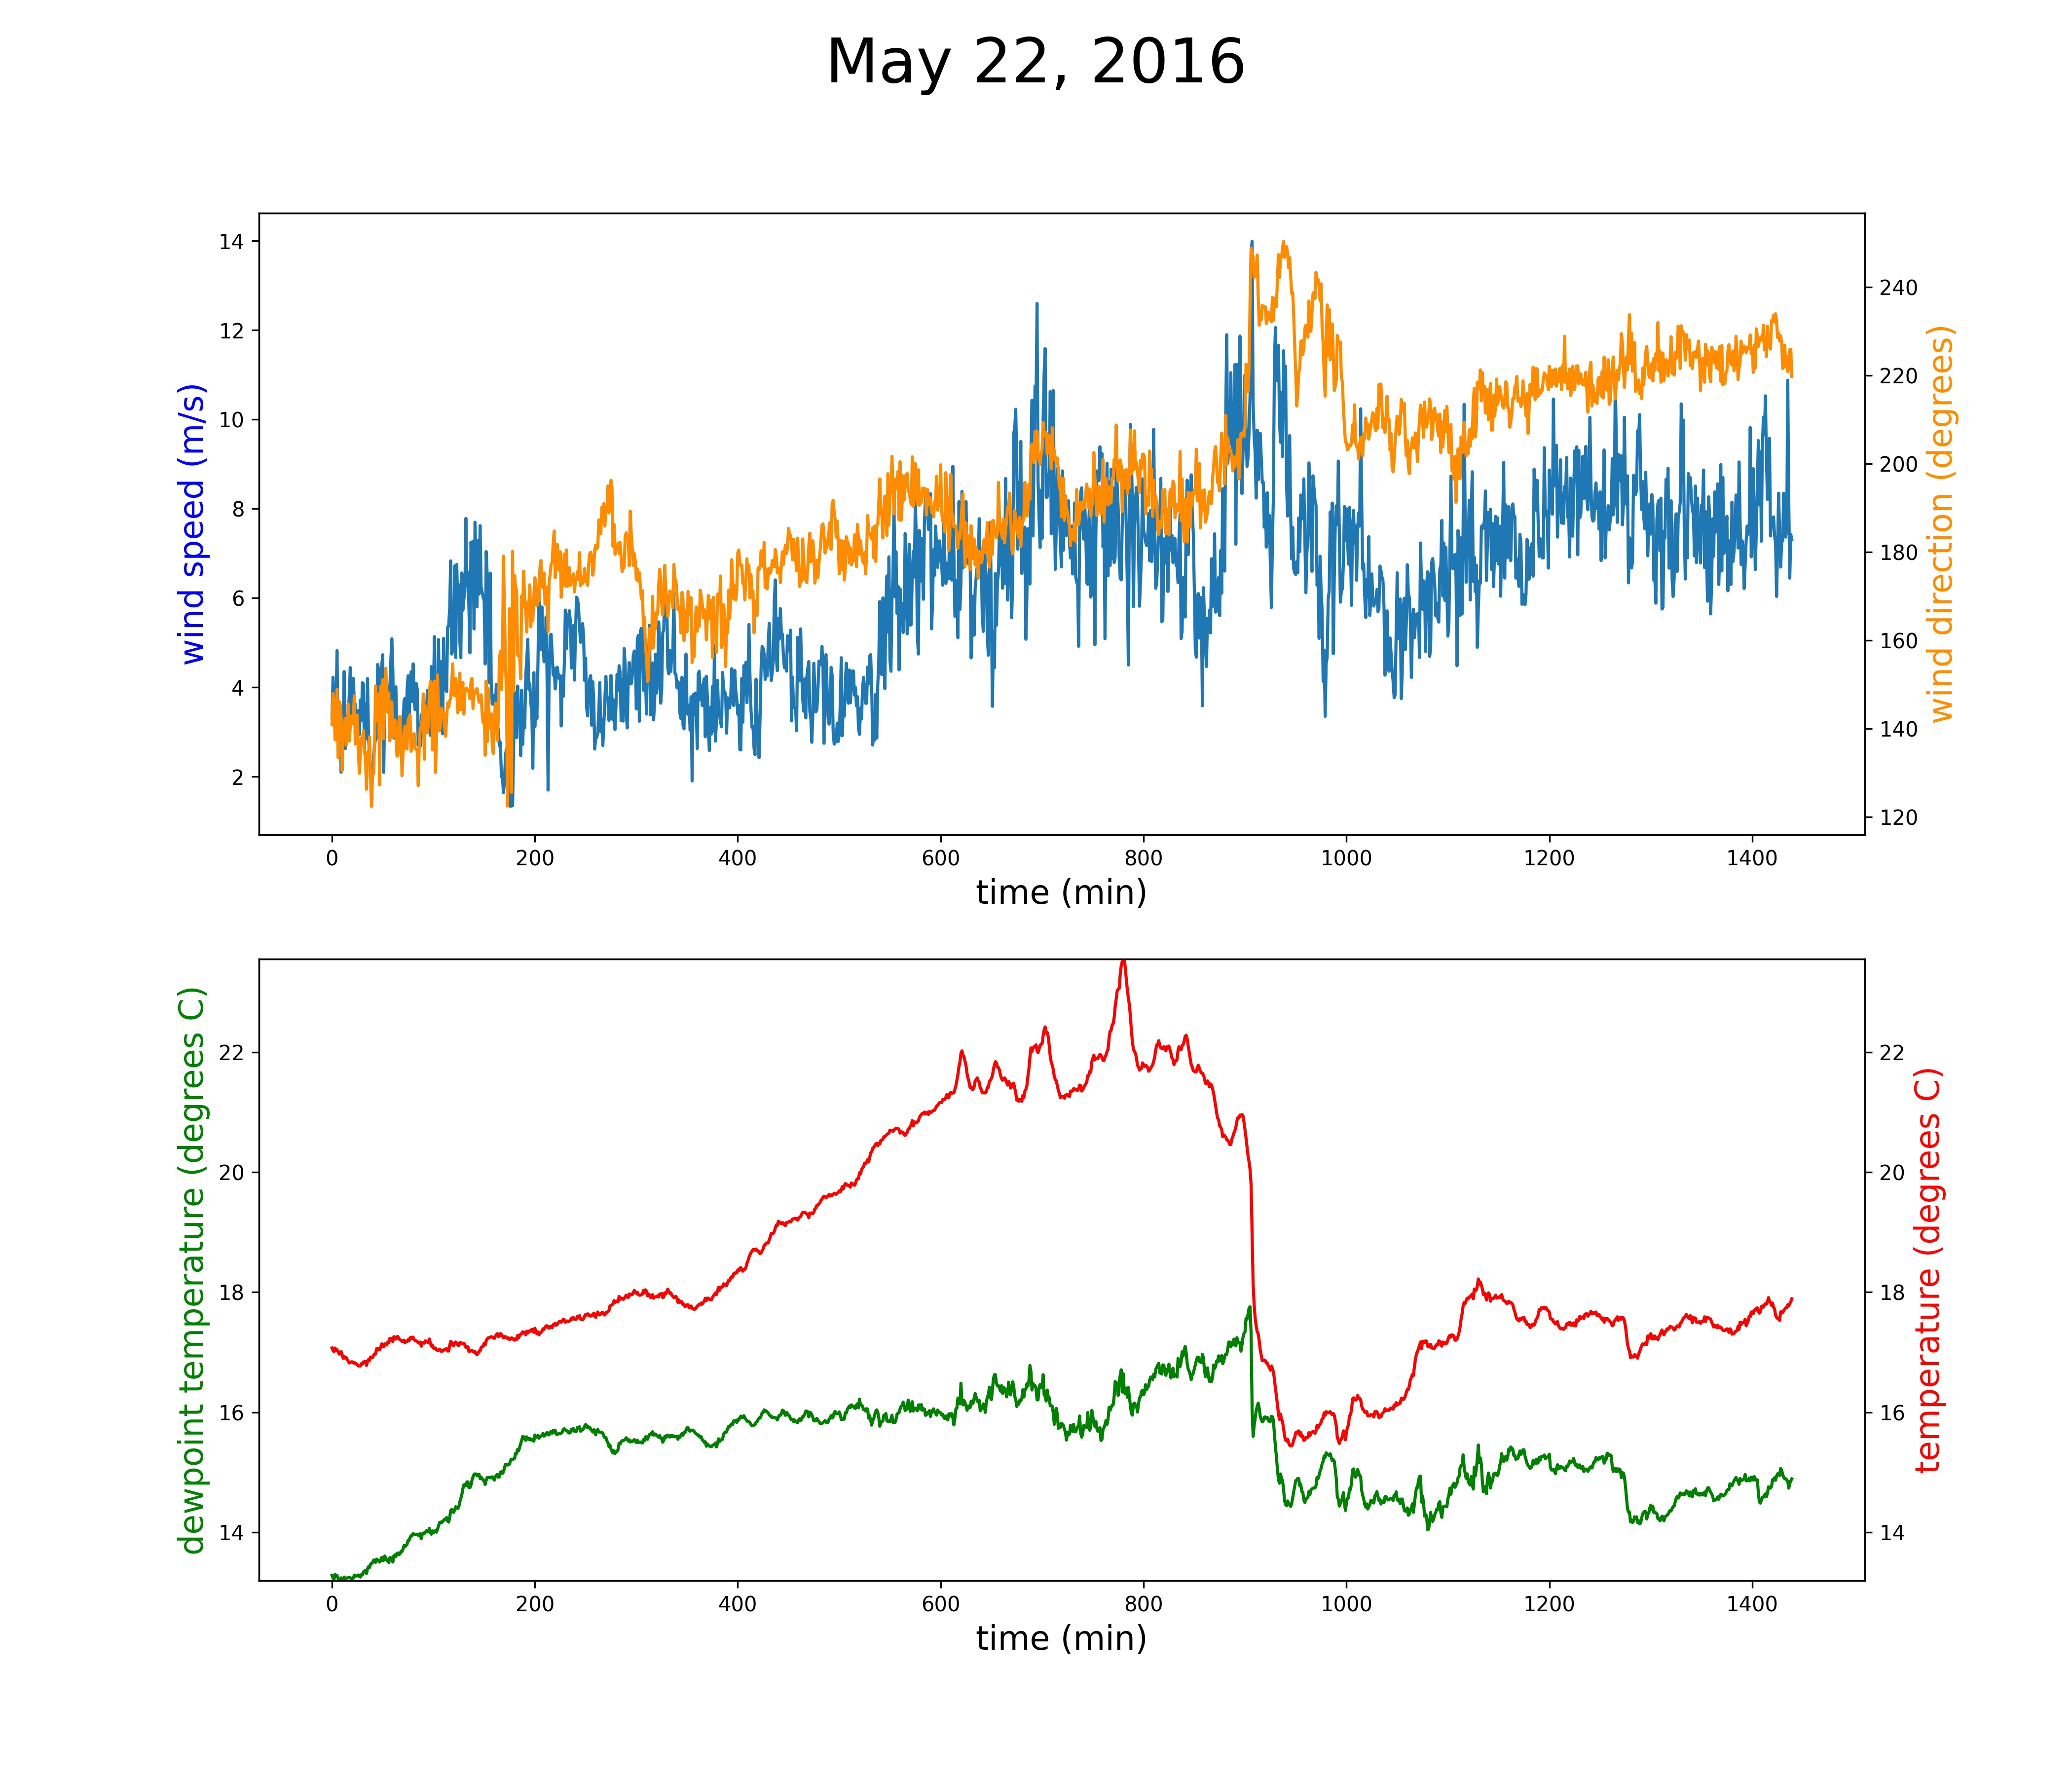 May 22, 2016
14
12
10
8
6
4
2
wind speed (m/s)
240
220
200
180
160
140
120
wind direction (degrees)
0 200 400 600 800 1000 1200 1400
time (min)
22
20
18
16
14
dewpoint temperature (degrees C)
22
20
18
16
14
temperature (degrees C)
0 200 400 600 800 1000 1200 1400
time (min)